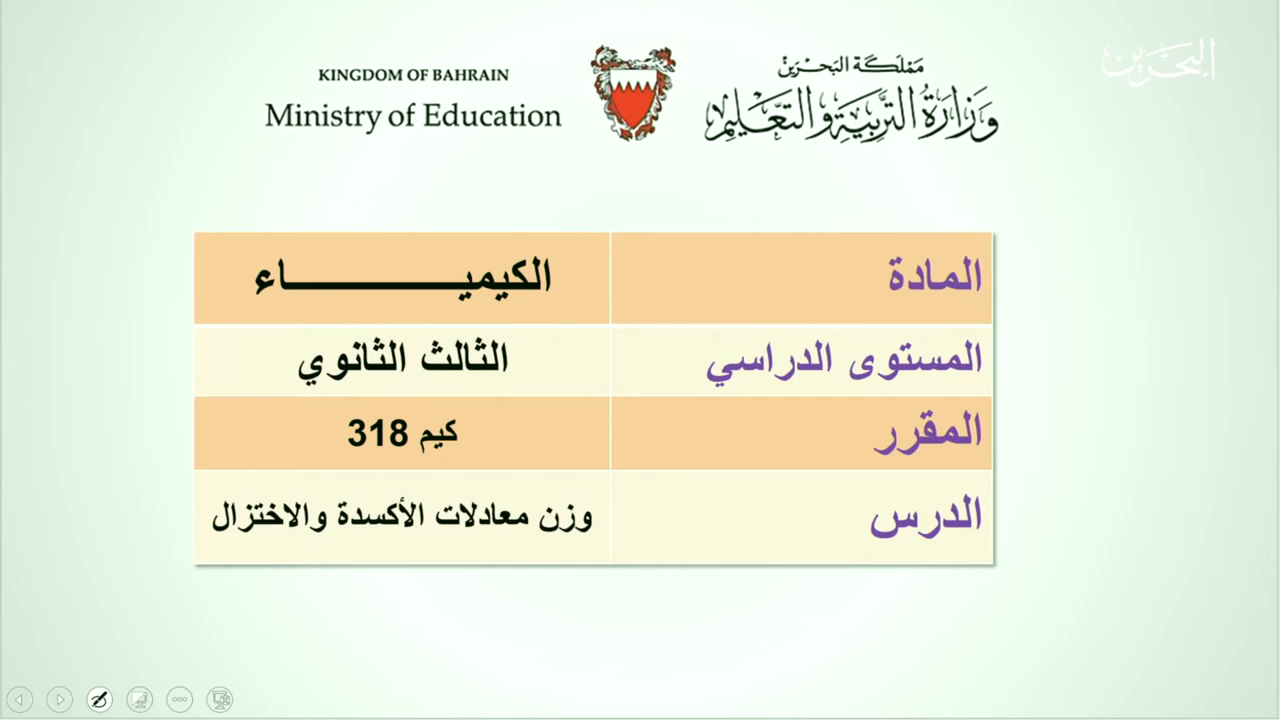 البحرين
مملكة البحرين
وزارة التربية والتعليم
KINGDOM OF BAHRAIN
Ministry of Education
المادة الكيميـــــــــــــاء
المستوى الدراسي الثالث الثانوي
المقرر كيم 318
الدرس وزن معادلات الأكسدة والاختزال